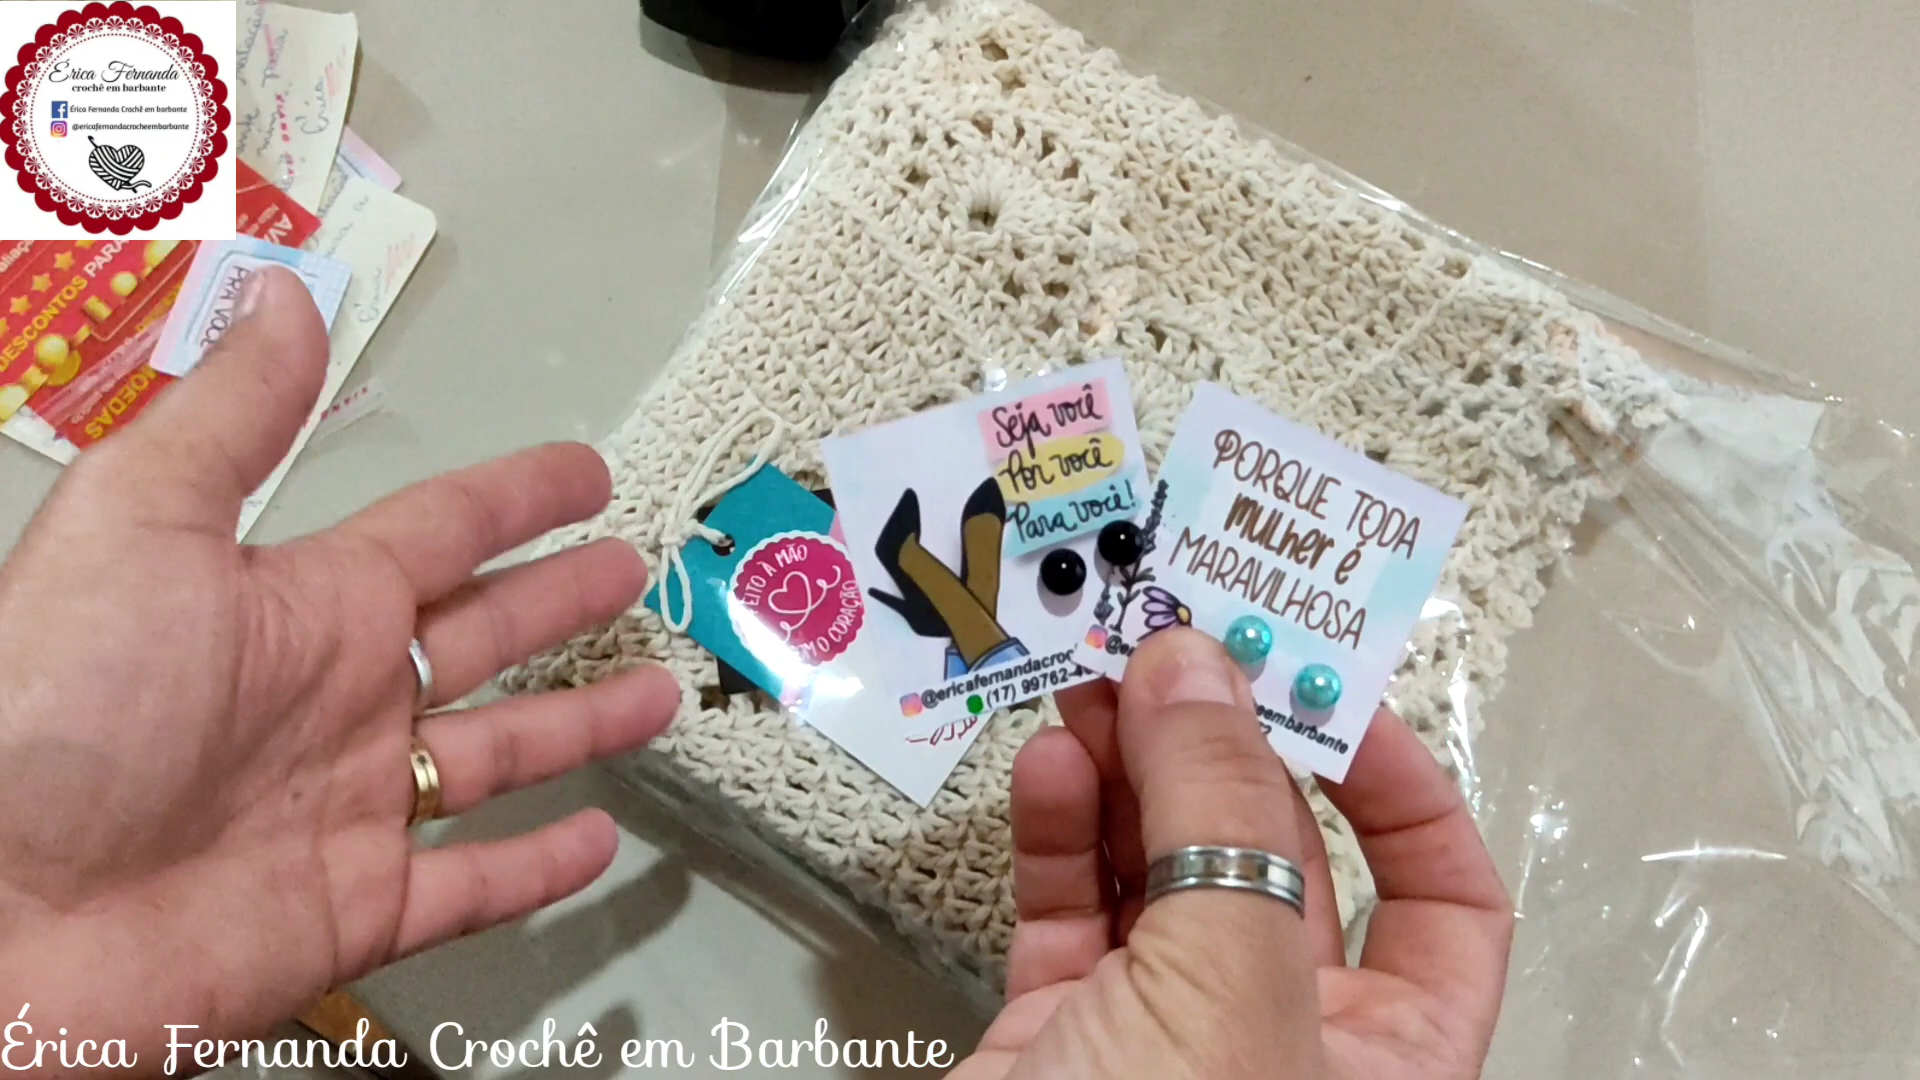 Érica Fernanda
crochê em barbante
Érica Fernanda Crochê em barbante
@ericafernandacrocheembarbante
Érica
DESCONTOS PARA
MOEDAS
PRA VOCÊ
Seja você
Por você
Para você!
FEITO À MÃO
COM O CORAÇÃO
@ericafernandacroc
(17) 99762-4
PORQUE TODA
mulher é
MARAVILHOSA
eembarbante
Érica Fernanda Crochê em Barbante